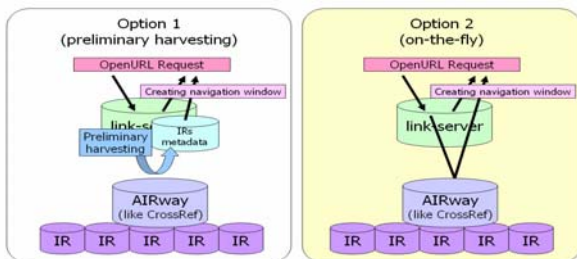 Option 1
(preliminary harvesting)
OpenURL Request
Creating navigation window
link-se
Preliminary
harvesting
IRs
metadata
AIRway
(like CrossRef)
IR IR IR IR IR
Option 2
(on-the-fly)
OpenURL Request
Creating navigation window
link-server
AIRway
(like CrossRef)
IR IR IR IR IR